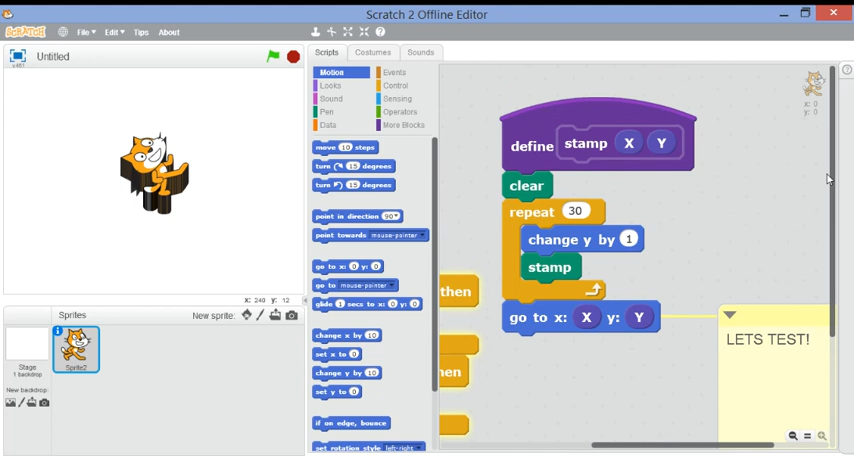 Scratch 2 Offline Editor
SCRATCH File Edit Tips About
v461 Untitled
Scripts Costumes Sounds
Motion Events
Looks Control
Sound Sensing
Pen Operators
Data More Blocks
move 10 steps
turn 15 degrees
turn 15 degrees
point in direction 90
point towards mouse-pointer
go to x: 0 y: 0
go to mouse-pointer
glide 1 secs to x: 0 y: 0
change x by 10
set x to 0
change y by 10
set y to 0
if on edge, bounce
set rotation style left-right
x: 240 y: 12
Sprites New sprite:
Stage
1 backdrop
New backdrop:
Sprite2
define stamp X Y
clear
repeat 30
change y by 1
stamp
go to x: X y: Y
then
hen
LETS TEST!
x: 0
y: 0